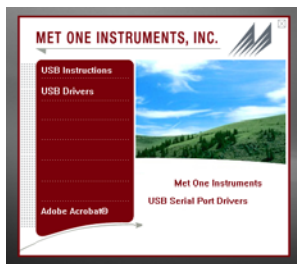 MET ONE INSTRUMENTS, INC.
USB Instructions
USB Drivers
Adobe Acrobat®
Met One Instruments
USB Serial Port Drivers